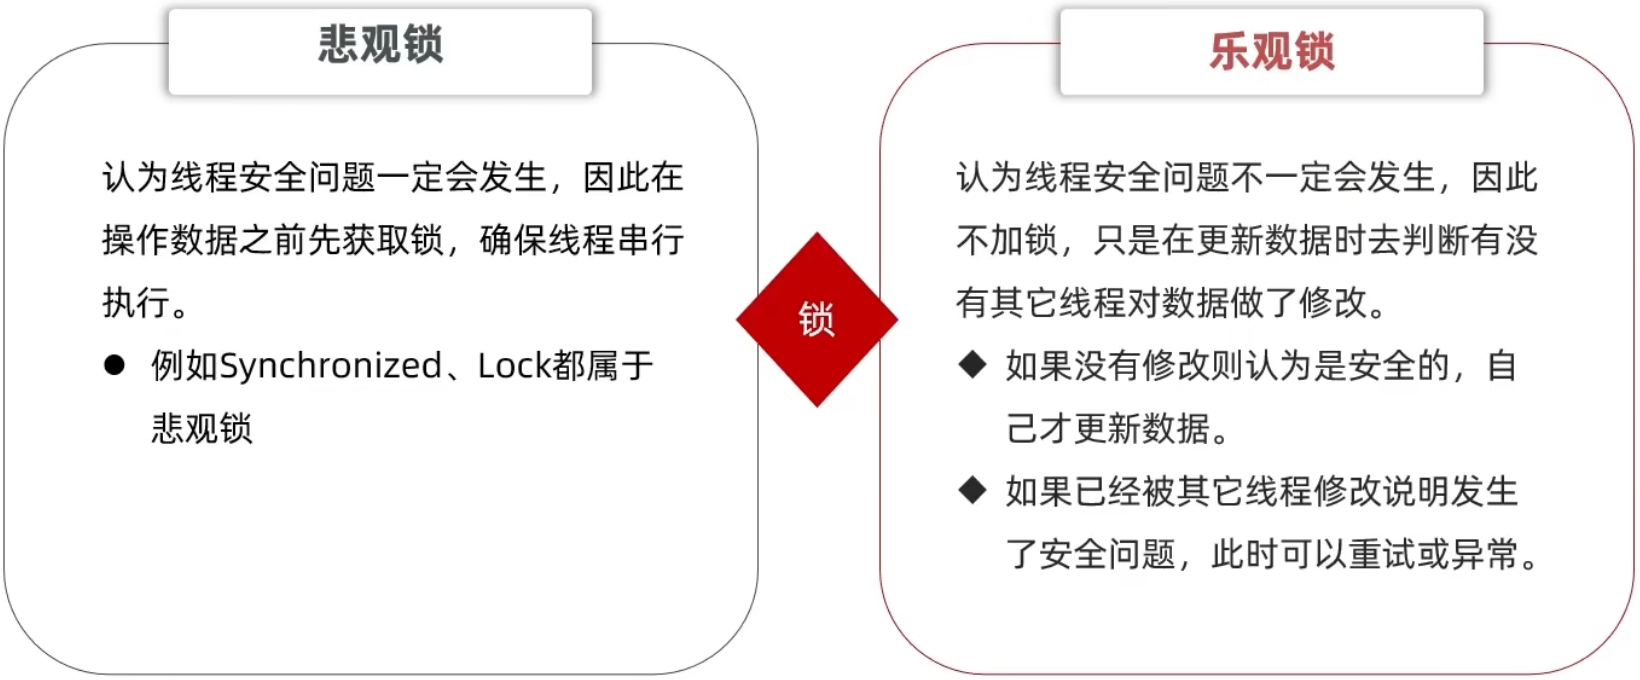 悲观锁
认为线程安全问题一定会发生，因此在
操作数据之前先获取锁，确保线程串行
执行。
● 例如Synchronized、Lock都属于
悲观锁
锁
乐观锁
认为线程安全问题不一定会发生，因此
不加锁，只是在更新数据时去判断有没
有其它线程对数据做了修改。
◆ 如果没有修改则认为是安全的，自
己才更新数据。
◆ 如果已经被其它线程修改说明发生
了安全问题，此时可以重试或异常。